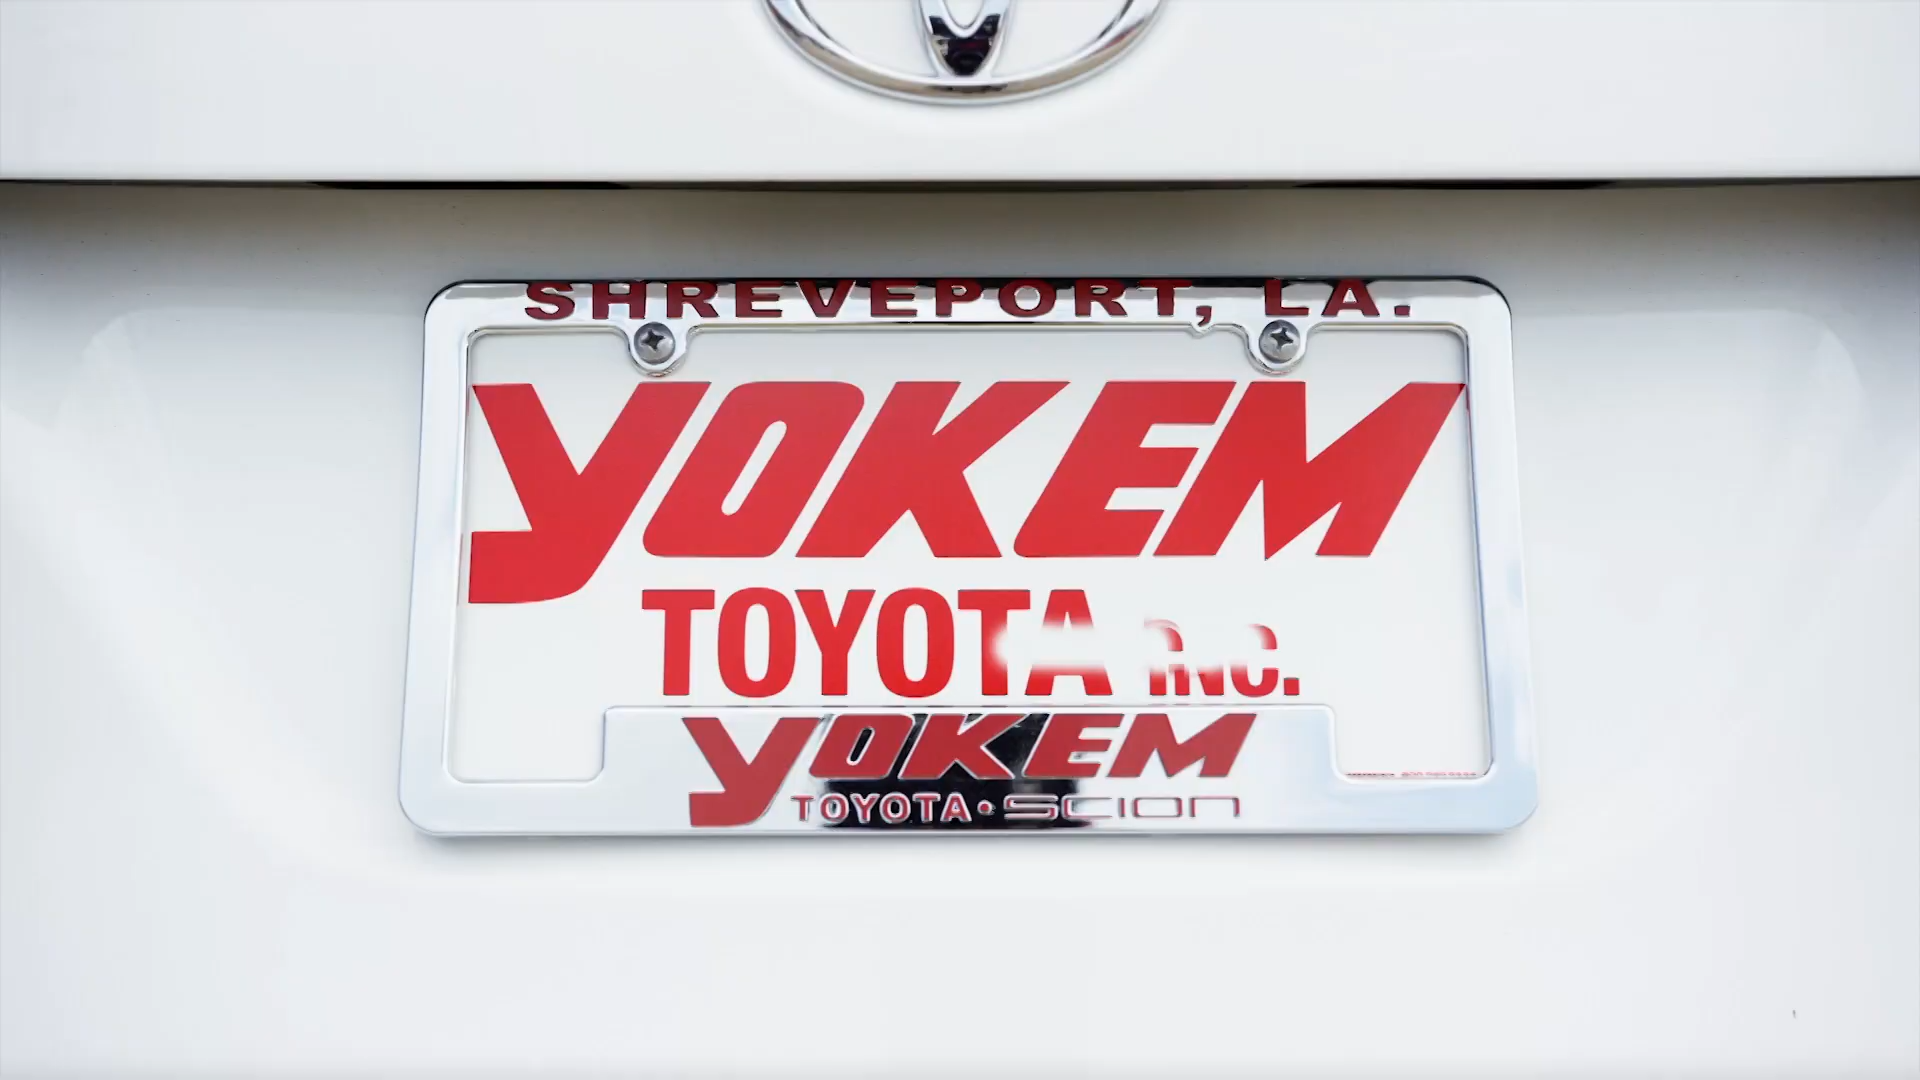 SHREVEPORT, LA.
YOKEM
TOYOTA INC.
YOKEM
TOYOTA • SCION